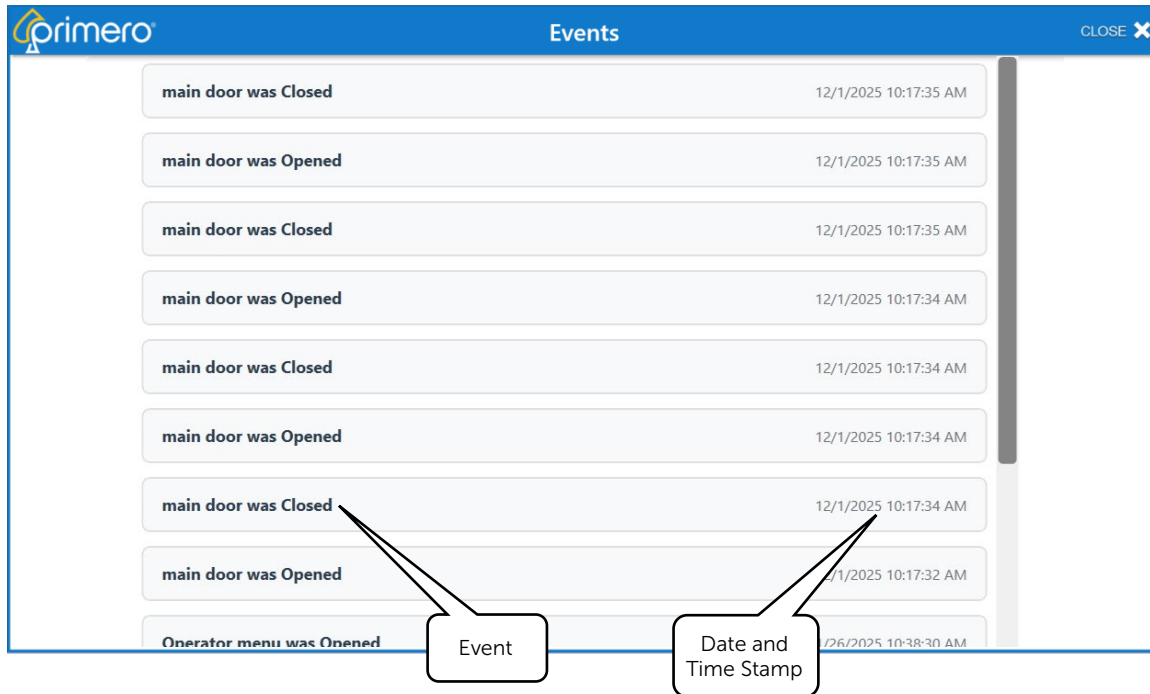 primero
Events
CLOSE
main door was Closed 12/1/2025 10:17:35 AM
main door was Opened 12/1/2025 10:17:35 AM
main door was Closed 12/1/2025 10:17:35 AM
main door was Opened 12/1/2025 10:17:34 AM
main door was Closed 12/1/2025 10:17:34 AM
main door was Opened 12/1/2025 10:17:34 AM
main door was Closed 12/1/2025 10:17:34 AM
main door was Opened /1/2025 10:17:32 AM
Operator menu was Opened /26/2025 10:38:30 AM
Event
Date and
Time Stamp